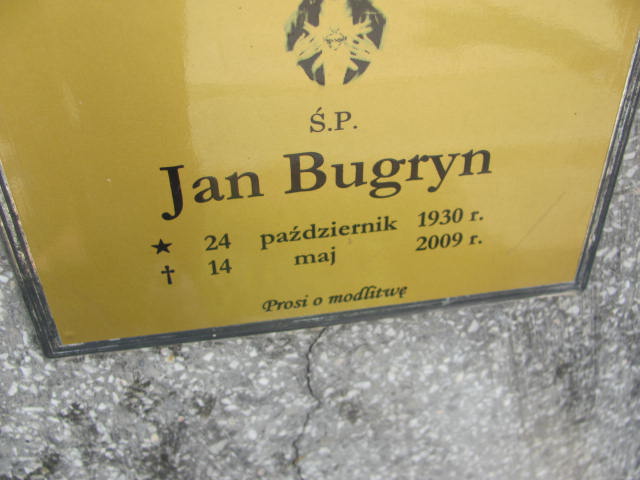 Ś.P.
Jan Bugryn
★ 24 październik 1930 r.
† 14 maj 2009 r.
Prosi o modlitwę